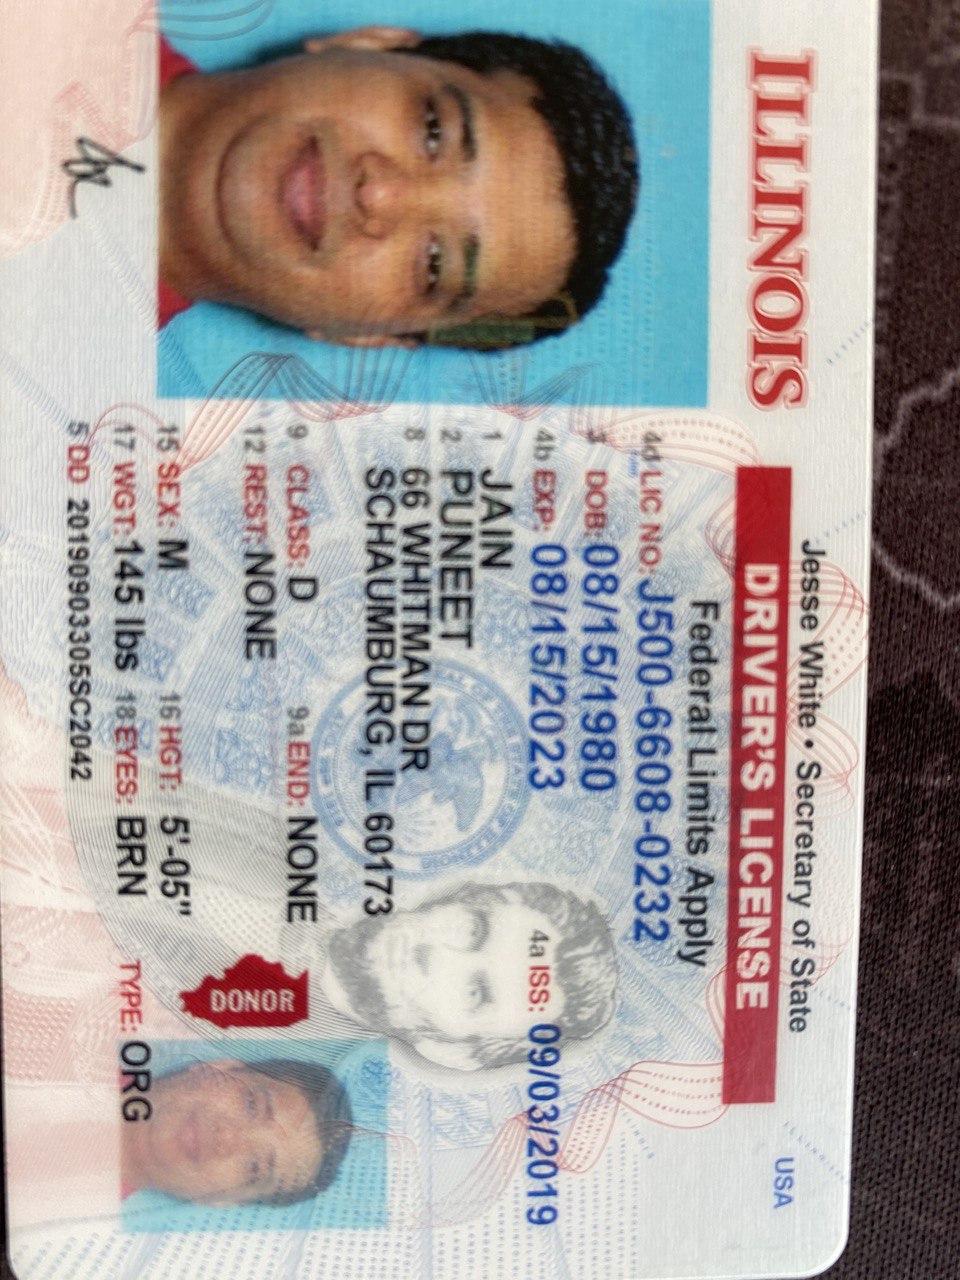 ILLINOIS
Jesse White • Secretary of State
USA
DRIVER'S LICENSE
Federal Limits Apply
4d LIC NO: J500-6608-0232
3 DOB: 08/15/1980
4b EXP: 08/15/2023 4a ISS: 09/03/2019
1 JAIN
2 PUNEET
8 66 WHITMAN DR
SCHAUMBURG, IL 60173
9 CLASS: D 9a END: NONE
12 REST: NONE
DONOR
15 SEX: M 16 HGT: 5'-05"
17 WGT: 145 lbs 18 EYES: BRN TYPE: ORG
5 DD 20190903305SC2042